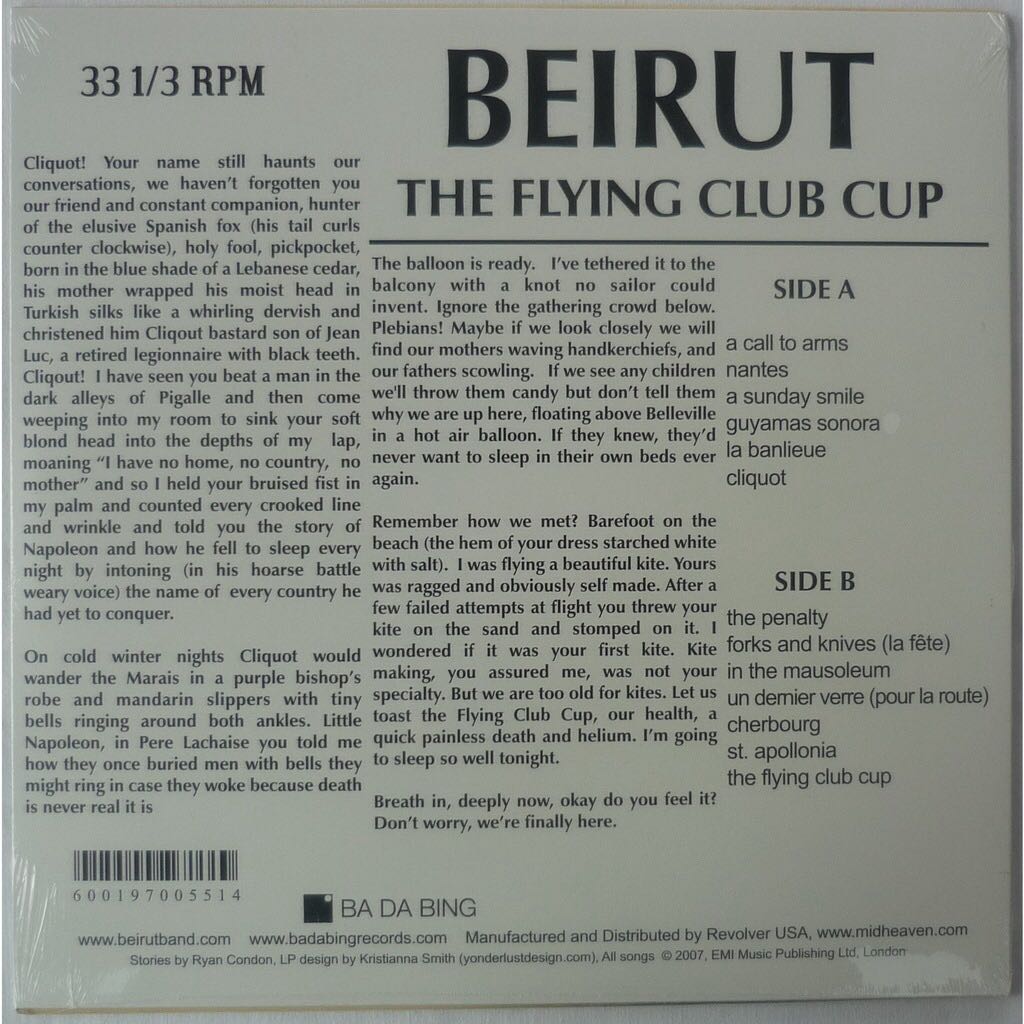 33 1/3 RPM
BEIRUT
THE FLYING CLUB CUP
Cliquot! Your name still haunts our
conversations, we haven't forgotten you
our friend and constant companion, hunter
of the elusive Spanish fox (his tail curls
counter clockwise), holy fool, pickpocket,
born in the blue shade of a Lebanese cedar,
his mother wrapped his moist head in
Turkish silks like a whirling dervish and
christened him Cliqout bastard son of Jean
Luc, a retired legionnaire with black teeth.
Cliqout! I have seen you beat a man in the
dark alleys of Pigalle and then come
weeping into my room to sink your soft
blond head into the depths of my lap,
moaning "I have no home, no country, no
mother" and so I held your bruised fist in
my palm and counted every crooked line
and wrinkle and told you the story of
Napoleon and how he fell to sleep every
night by intoning (in his hoarse battle
weary voice) the name of every country he
had yet to conquer.
On cold winter nights Cliquot would
wander the Marais in a purple bishop's
robe and mandarin slippers with tiny
bells ringing around both ankles. Little
Napoleon, in Pere Lachaise you told me
how they once buried men with bells they
might ring in case they woke because death
is never real it is
The balloon is ready. I've tethered it to the
balcony with a knot no sailor could
invent. Ignore the gathering crowd below.
Plebians! Maybe if we look closely we will
find our mothers waving handkerchiefs, and
our fathers scowling. If we see any children
we'll throw them candy but don't tell them
why we are up here, floating above Belleville
in a hot air balloon. If they knew, they'd
never want to sleep in their own beds ever
again.
Remember how we met? Barefoot on the
beach (the hem of your dress starched white
with salt). I was flying a beautiful kite. Yours
was ragged and obviously self made. After a
few failed attempts at flight you threw your
kite on the sand and stomped on it. I
wondered if it was your first kite. Kite
making, you assured me, was not your
specialty. But we are too old for kites. Let us
toast the Flying Club Cup, our health, a
quick painless death and helium. I'm going
to sleep so well tonight.
Breath in, deeply now, okay do you feel it?
Don't worry, we're finally here.
SIDE A
a call to arms
nantes
a sunday smile
guyamas sonora
la banlieue
cliquot
SIDE B
the penalty
forks and knives (la fête)
in the mausoleum
un dernier verre (pour la route)
cherbourg
st. apollonia
the flying club cup
600197005514
BA DA BING
www.beirutband.com www.badabingrecords.com Manufactured and Distributed by Revolver USA, www.midheaven.com
Stories by Ryan Condon, LP design by Kristianna Smith (yonderlustdesign.com), All songs © 2007, EMI Music Publishing Ltd, London